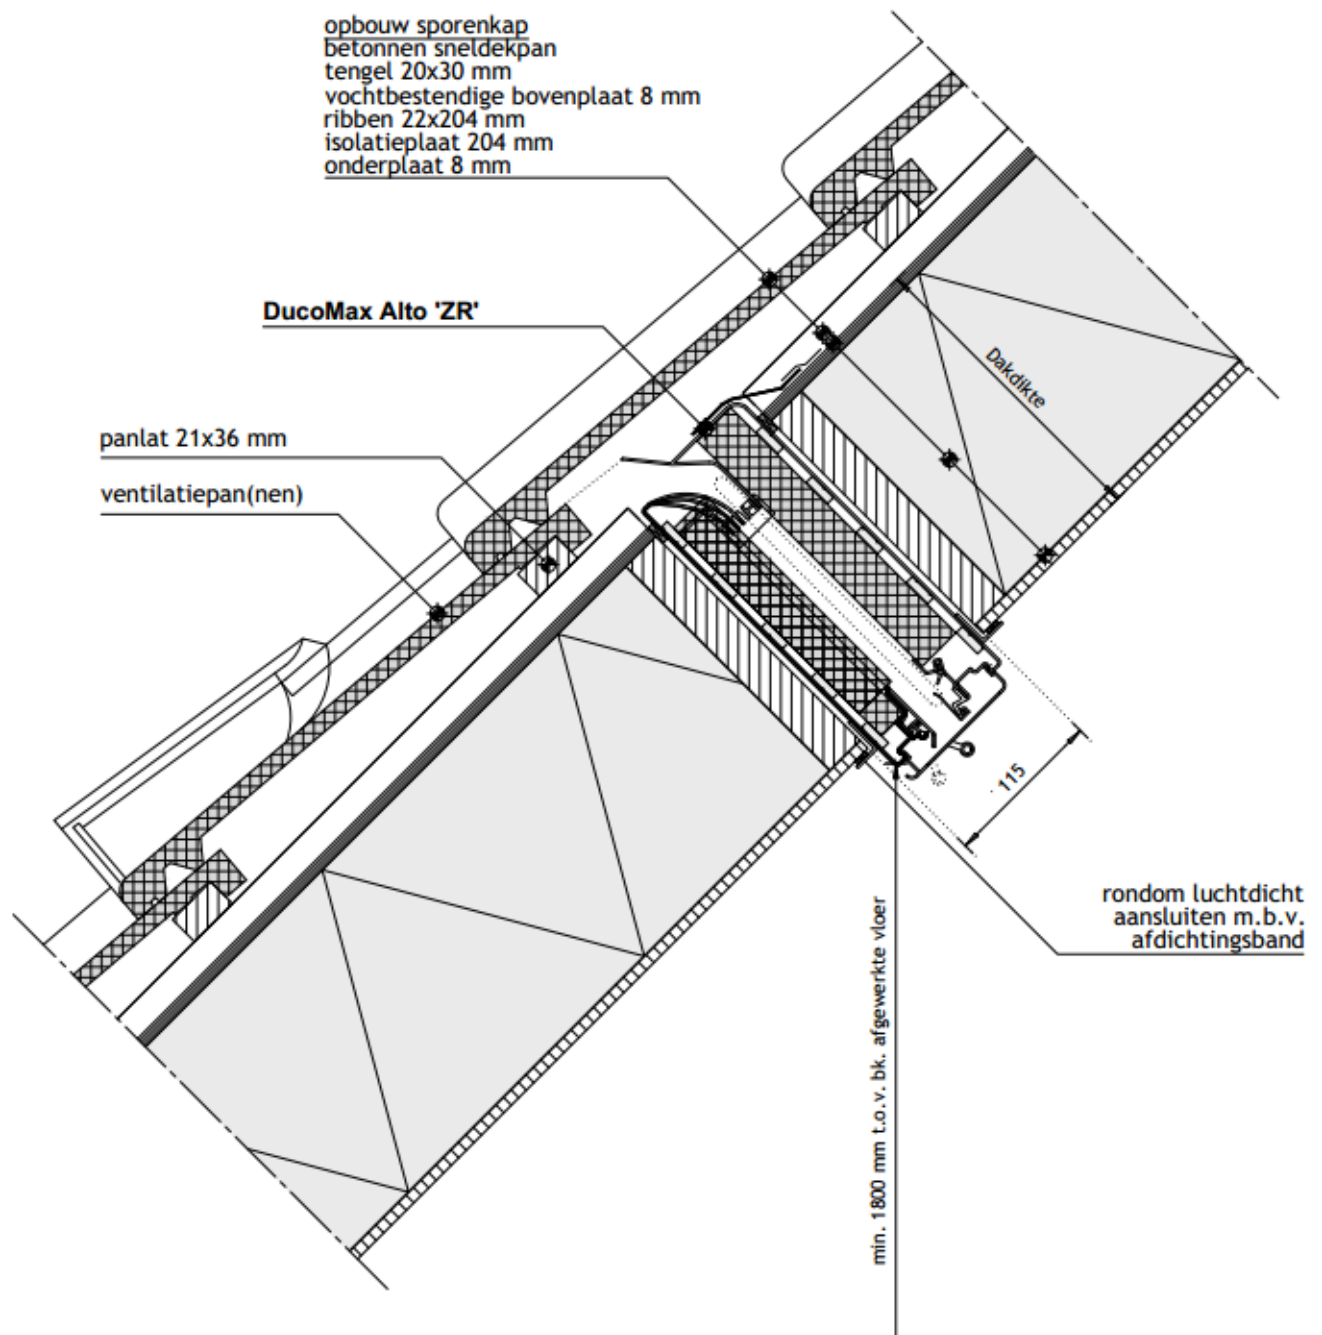 opbouw sporenkap
betonnen sneldekpan
tengel 20x30 mm
vochtbestendige bovenplaat 8 mm
ribben 22x204 mm
isolatieplaat 204 mm
onderplaat 8 mm
DucoMax Alto 'ZR'
panlat 21x36 mm
ventilatiepan(nen)
Dakdikte
115
rondom luchtdicht
aansluiten m.b.v.
afdichtingsband
min. 1800 mm t.o.v. bk. afgewerkte vloer